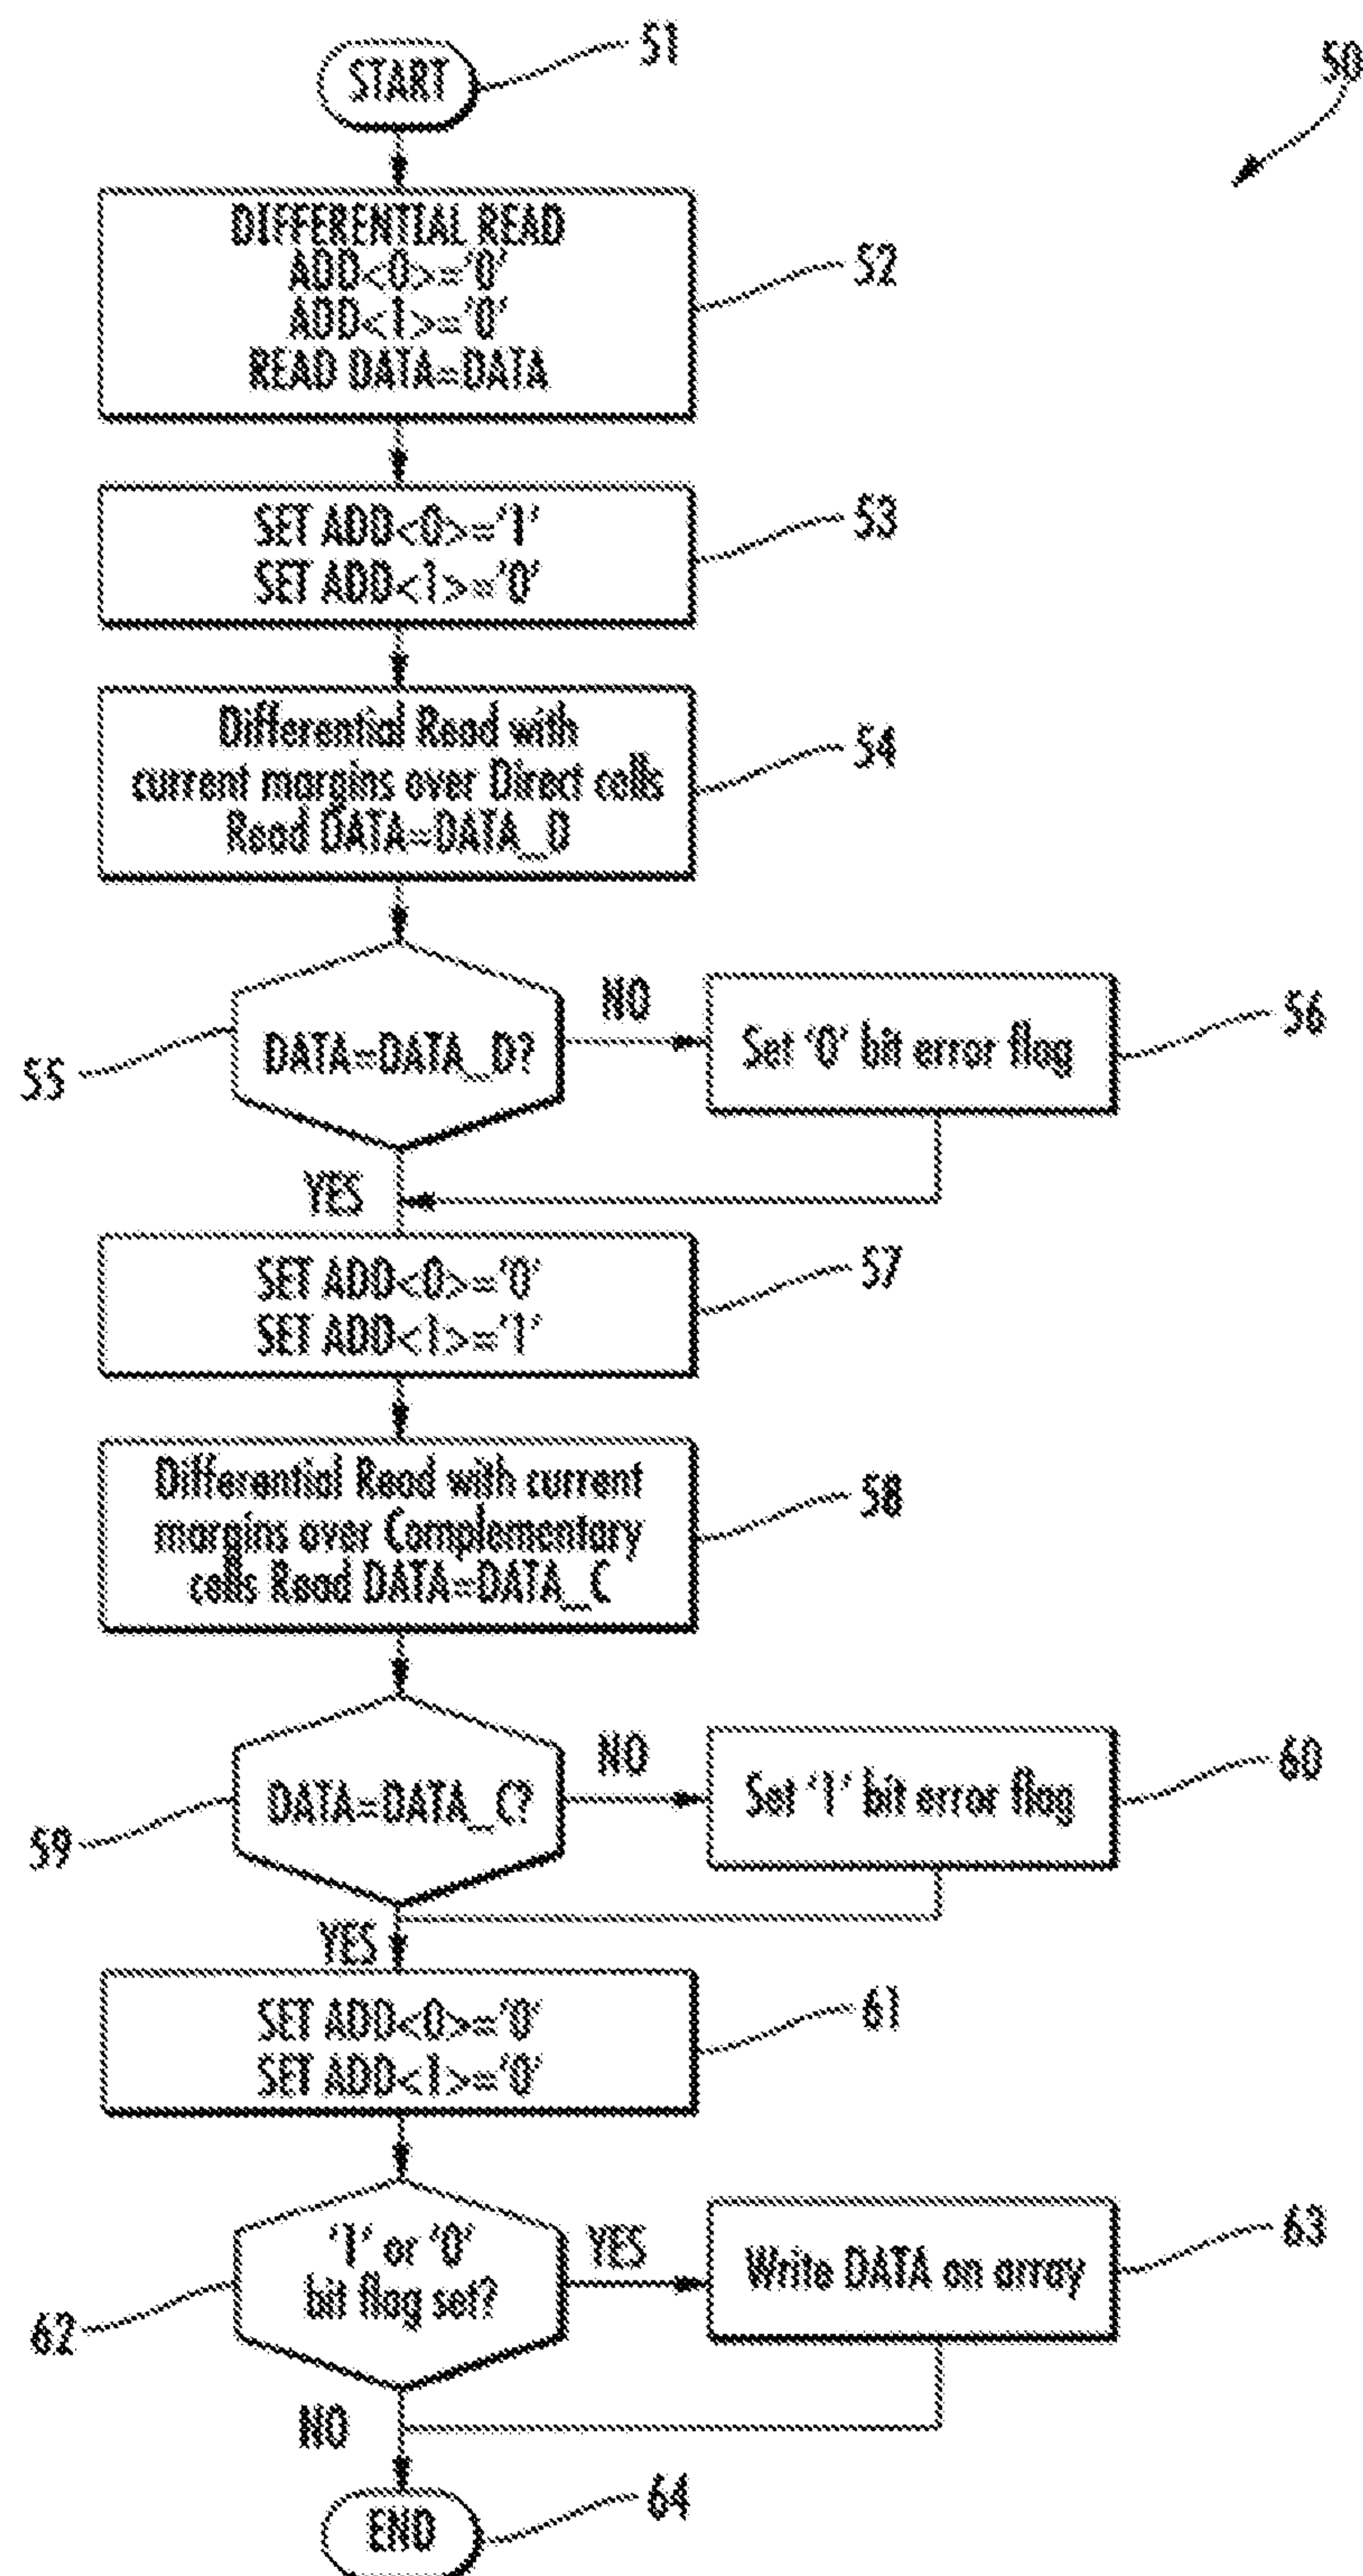 51
50
START
DIFFERENTIAL READ
ADD<0>='0'
ADD<1>='0'
READ DATA=DATA
52
SET ADD<0>='1'
SET ADD<1>='0'
53
Differential Read with
current margins over Direct cells
Read DATA=DATA_D
54
DATA=DATA_D?
55
NO
Set '0' bit error flag
56
YES
SET ADD<0>='0'
SET ADD<1>='1'
57
Differential Read with current
margins over Complementary
cells Read DATA=DATA_C
58
DATA=DATA_C?
59
NO
Set '1' bit error flag
60
YES
SET ADD<0>='0'
SET ADD<1>='0'
61
'1' or '0'
bit flag set?
62
YES
Write DATA on array
63
NO
END
64